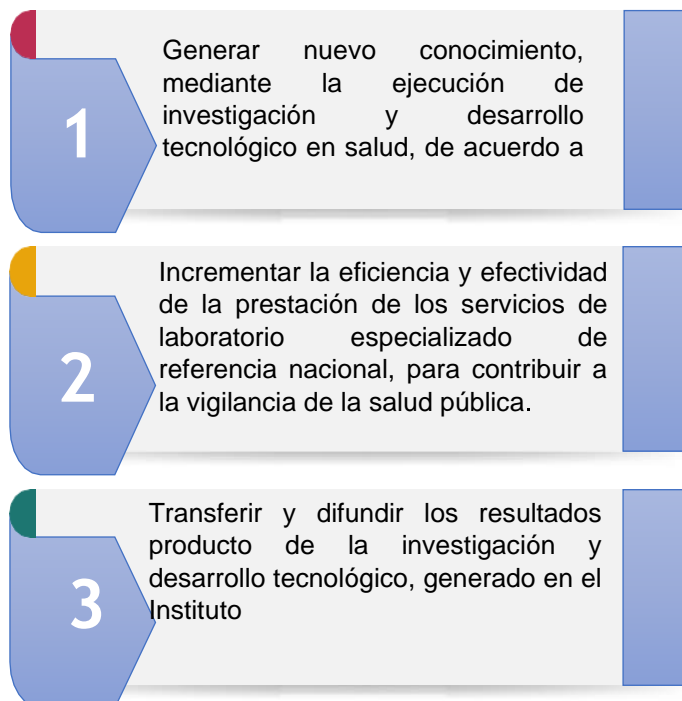 1
Generar nuevo conocimiento,
mediante la ejecución de
investigación y desarrollo
tecnológico en salud, de acuerdo a
2
Incrementar la eficiencia y efectividad
de la prestación de los servicios de
laboratorio especializado de
referencia nacional, para contribuir a
la vigilancia de la salud pública.
3
Transferir y difundir los resultados
producto de la investigación y
desarrollo tecnológico, generado en el
Instituto